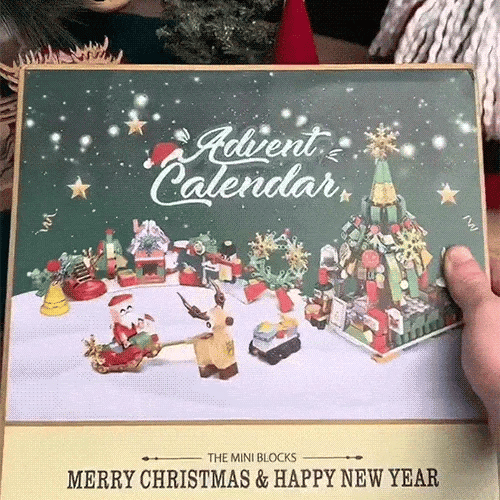 Advent
Calendar
THE MINI BLOCKS
MERRY CHRISTMAS & HAPPY NEW YEAR